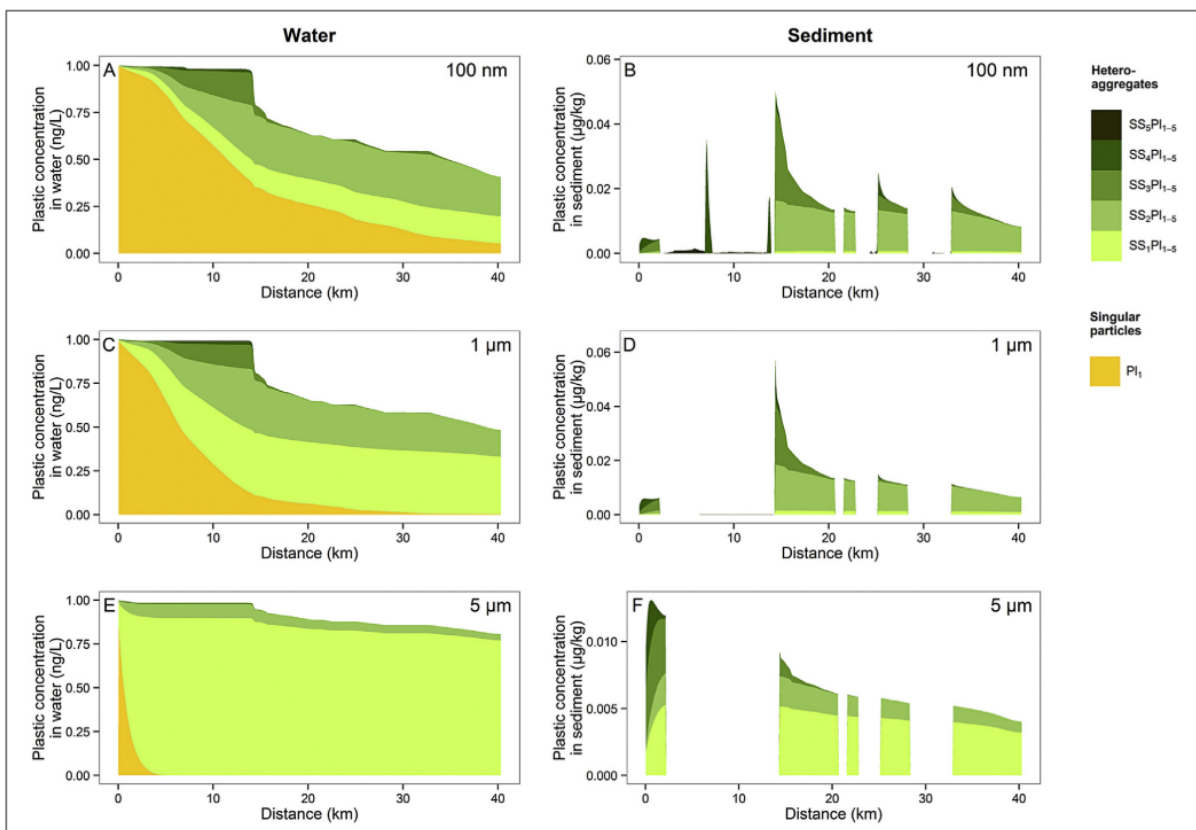 Water
Sediment
A
100 nm
Plastic concentration
in water (ng/L)
1.00
0.75
0.50
0.25
0.00
0
10
20
30
40
Distance (km)
B
100 nm
Plastic concentration
in sediment (µg/kg)
0.06
0.04
0.02
0.00
0
10
20
30
40
Distance (km)
Hetero-
aggregates
SS₅Pl₁₋₅
SS₄Pl₁₋₅
SS₃Pl₁₋₅
SS₂Pl₁₋₅
SS₁Pl₁₋₅
Singular
particles
Pl₁
C
1 µm
Plastic concentration
in water (ng/L)
1.00
0.75
0.50
0.25
0.00
0
10
20
30
40
Distance (km)
D
1 µm
Plastic concentration
in sediment (µg/kg)
0.06
0.04
0.02
0.00
0
10
20
30
40
Distance (km)
E
5 µm
Plastic concentration
in water (ng/L)
1.00
0.75
0.50
0.25
0.00
0
10
20
30
40
Distance (km)
F
5 µm
Plastic concentration
in sediment (µg/kg)
0.010
0.005
0.000
0
10
20
30
40
Distance (km)